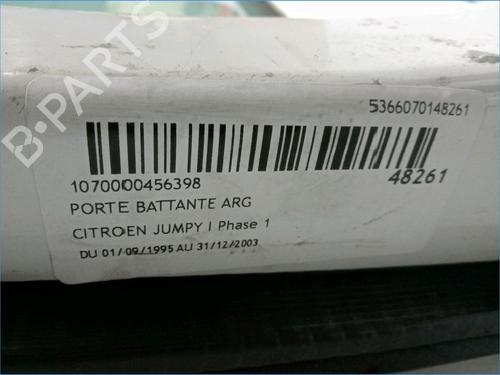 B-PARTS
5366070148261
1070000456398
48261
PORTE BATTANTE ARG
CITROEN JUMPY I Phase 1
DU 01/09/1995 AU 31/12/2003